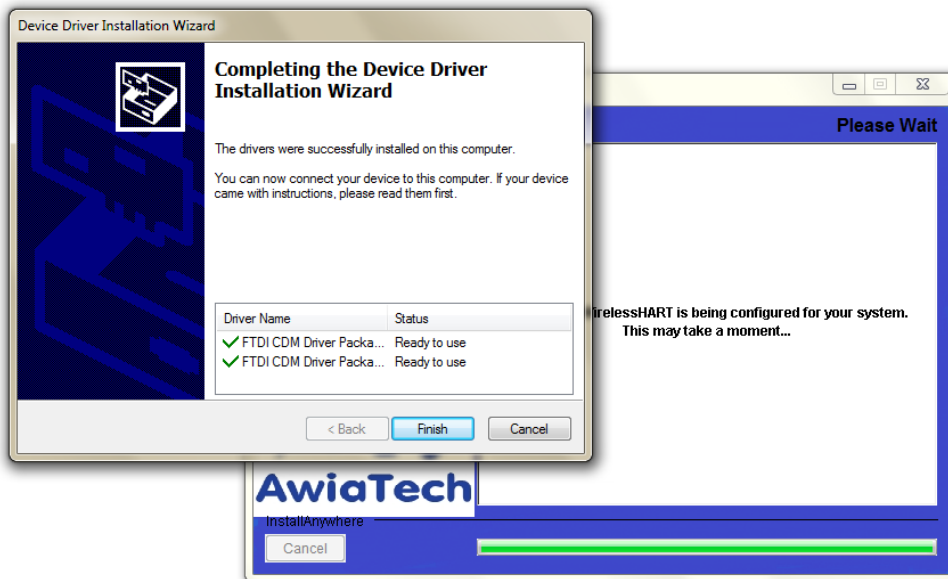 Device Driver Installation Wizard
Completing the Device Driver
Installation Wizard
The drivers were successfully installed on this computer.
You can now connect your device to this computer. If your device
came with instructions, please read them first.
Driver Name Status
FTDI CDM Driver Packa... Ready to use
FTDI CDM Driver Packa... Ready to use
< Back Finish Cancel
Please Wait
irelessHART is being configured for your system.
This may take a moment...
AwiaTech
InstallAnywhere
Cancel